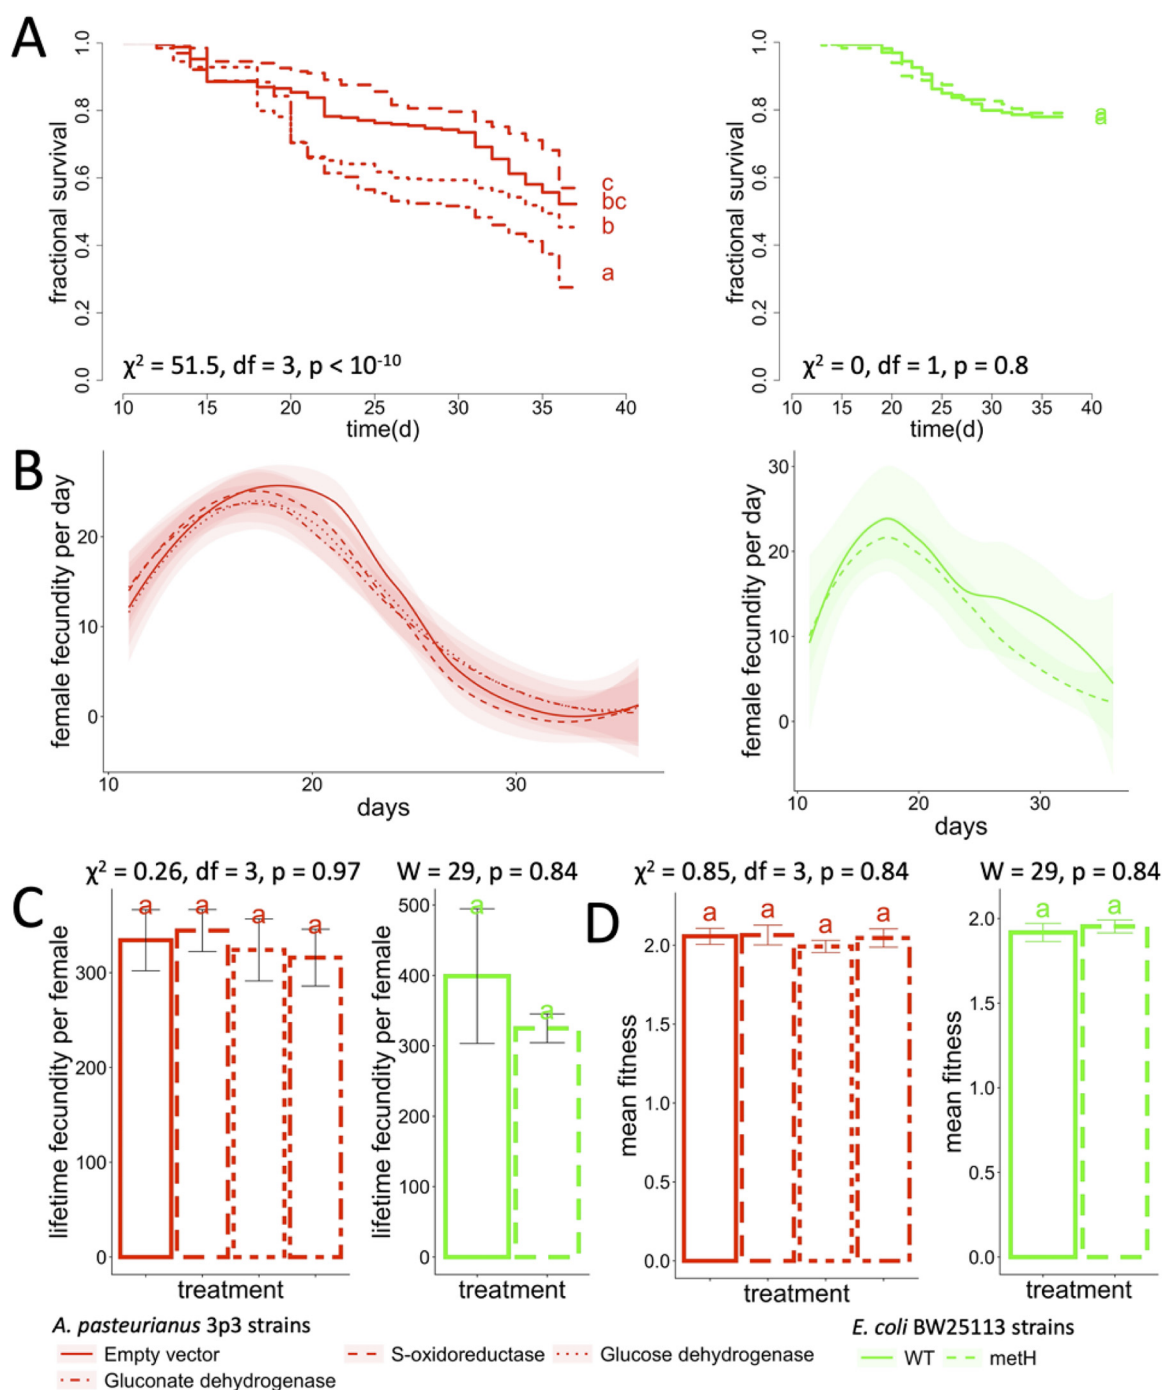 A
fractional survival
1.0
0.8
0.6
0.4
0.2
0.0
c
bc
b
a
χ² = 51.5, df = 3, p < 10⁻¹⁰
10 15 20 25 30 35 40
time(d)
fractional survival
1.0
0.8
0.6
0.4
0.2
0.0
a
a
χ² = 0, df = 1, p = 0.8
10 15 20 25 30 35 40
time(d)
B
female fecundity per day
20
10
0
10 20 30
days
female fecundity per day
30
20
10
0
10 20 30
days
C
χ² = 0.26, df = 3, p = 0.97
lifetime fecundity per female
300
200
100
0
a a a a
treatment
W = 29, p = 0.84
lifetime fecundity per female
500
400
300
200
100
0
a a
treatment
D
χ² = 0.85, df = 3, p = 0.84
mean fitness
2.0
1.5
1.0
0.5
0.0
a a a a
treatment
W = 29, p = 0.84
mean fitness
2.0
1.5
1.0
0.5
0.0
a a
treatment
A. pasteurianus 3p3 strains
Empty vector S-oxidoreductase Glucose dehydrogenase
Gluconate dehydrogenase
E. coli BW25113 strains
WT metH